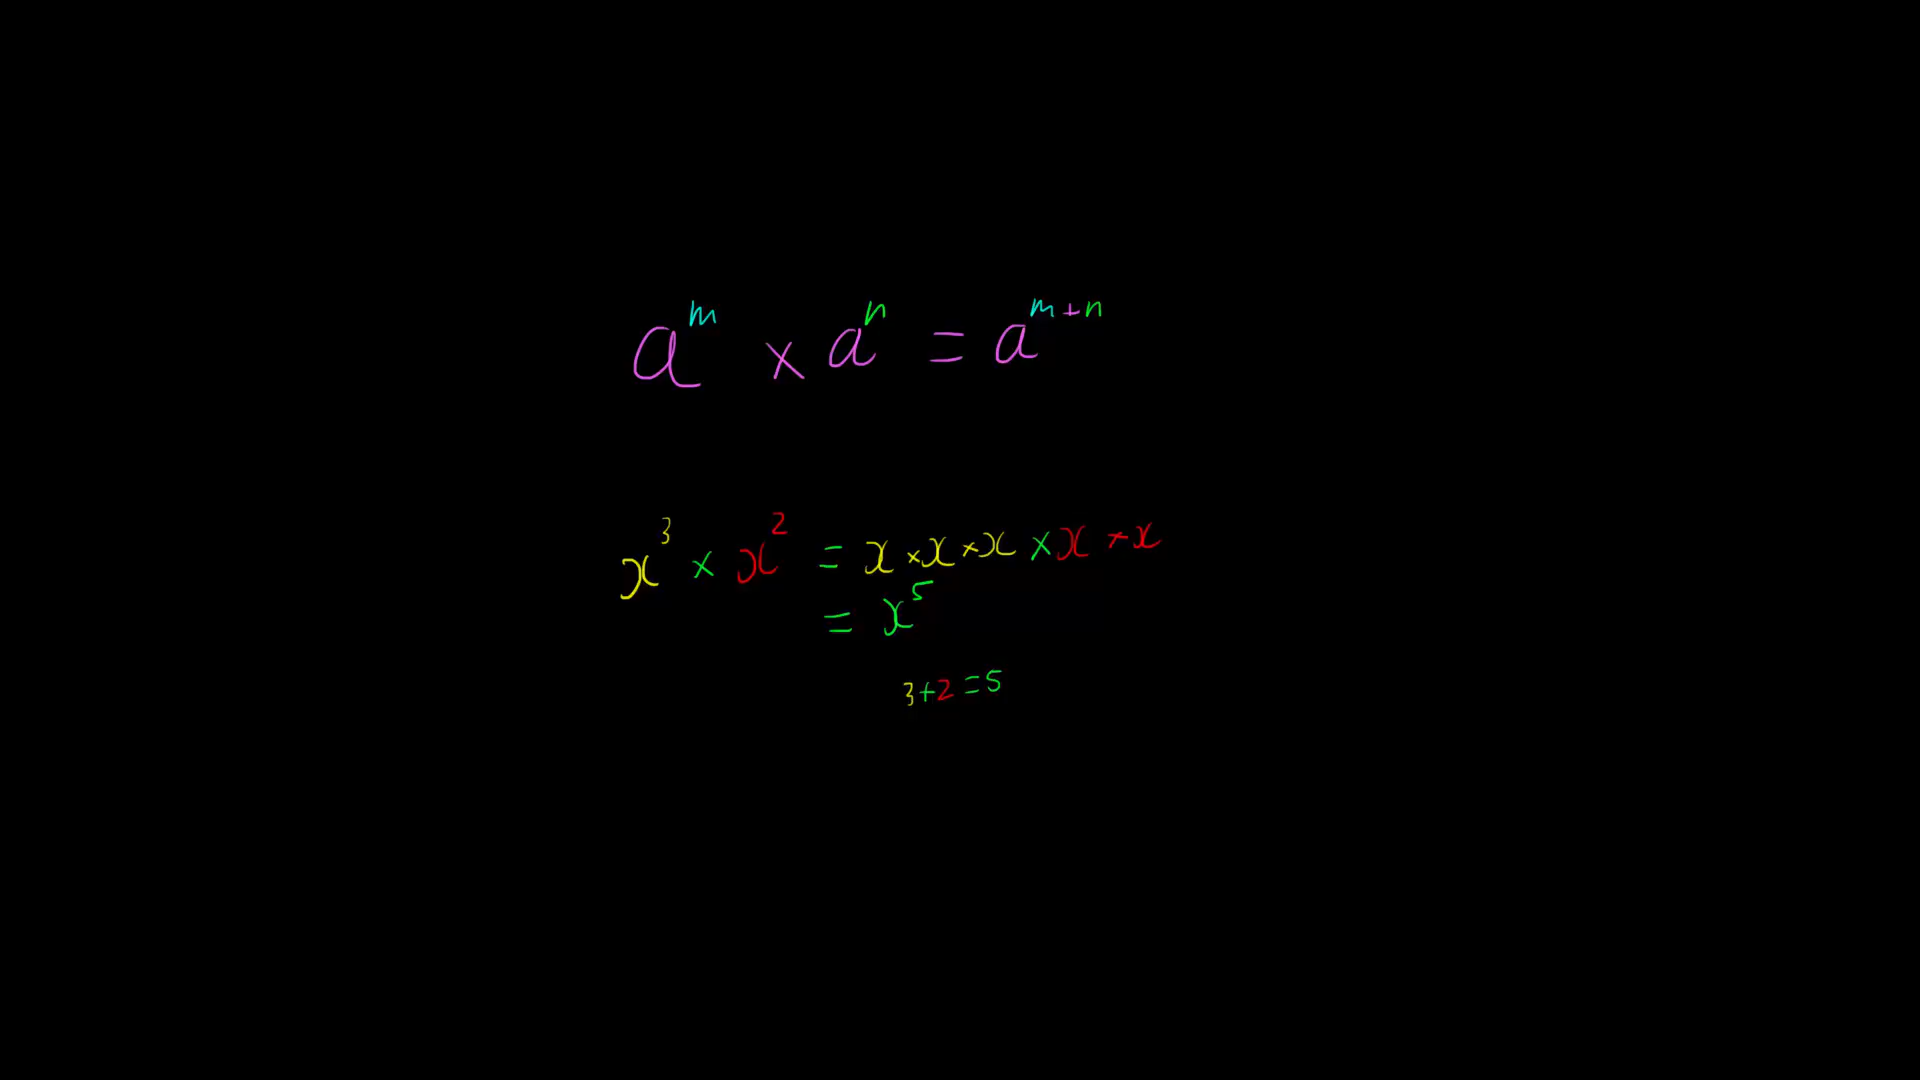 a^m × a^n = a^{m+n}
x^3 × x^2 = x × x × x × x × x
= x^5
3+2=5